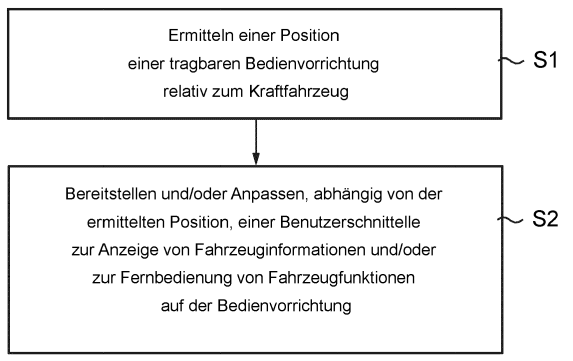 Ermitteln einer Position
einer tragbaren Bedienvorrichtung
relativ zum Kraftfahrzeug
S1
Bereitstellen und/oder Anpassen, abhängig von der
ermittelten Position, einer Benutzerschnittelle
zur Anzeige von Fahrzeuginformationen und/oder
zur Fernbedienung von Fahrzeugfunktionen
auf der Bedienvorrichtung
S2